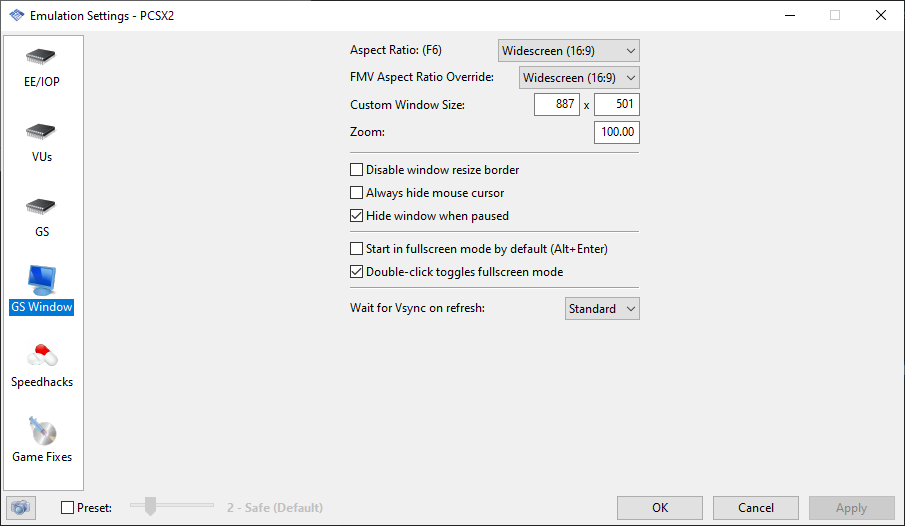 Emulation Settings - PCSX2
EE/IOP
VUs
GS
GS Window
Speedhacks
Game Fixes
Aspect Ratio: (F6) Widescreen (16:9)
FMV Aspect Ratio Override: Widescreen (16:9)
Custom Window Size: 887 x 501
Zoom: 100.00
Disable window resize border
Always hide mouse cursor
Hide window when paused
Start in fullscreen mode by default (Alt+Enter)
Double-click toggles fullscreen mode
Wait for Vsync on refresh: Standard
Preset: 2 - Safe (Default) OK Cancel Apply